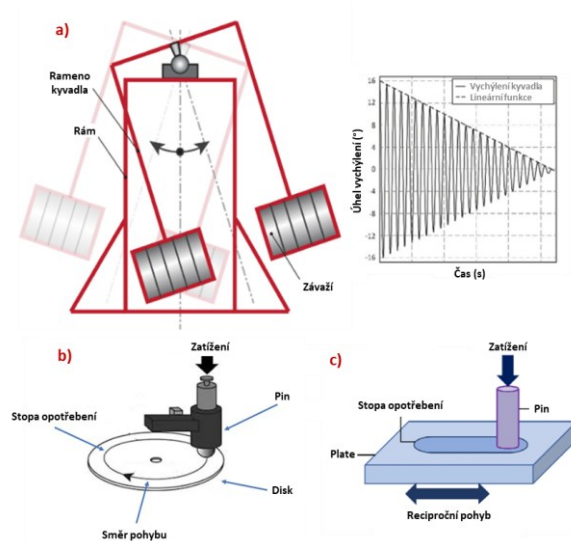 a)
Rameno
kyvadla
Rám
Závaží
Vychýlení kyvadla
Lineární funkce
Úhel vychýlení (°)
16
12
8
4
0
-4
-8
-12
-16
Čas (s)
b)
Zatížení
Pin
Stopa opotřebení
Disk
Směr pohybu
c)
Zatížení
Stopa opotřebení
Pin
Plate
Reciproční pohyb